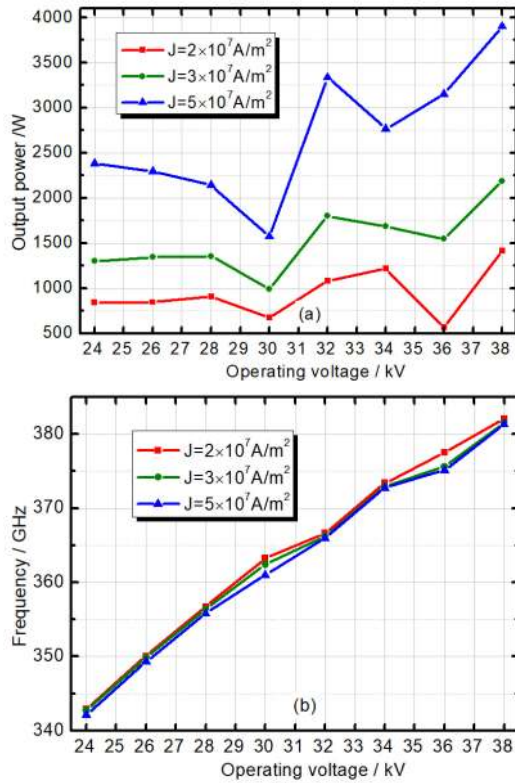 (a)
4000
3500
3000
2500
2000
1500
1000
500
Output power /W
J=2×10⁷A/m²
J=3×10⁷A/m²
J=5×10⁷A/m²
24 25 26 27 28 29 30 31 32 33 34 35 36 37 38
Operating voltage / kV
380
370
360
350
340
Frequency / GHz
J=2×10⁷A/m²
J=3×10⁷A/m²
J=5×10⁷A/m²
(b)
24 25 26 27 28 29 30 31 32 33 34 35 36 37 38
Operating voltage / kV